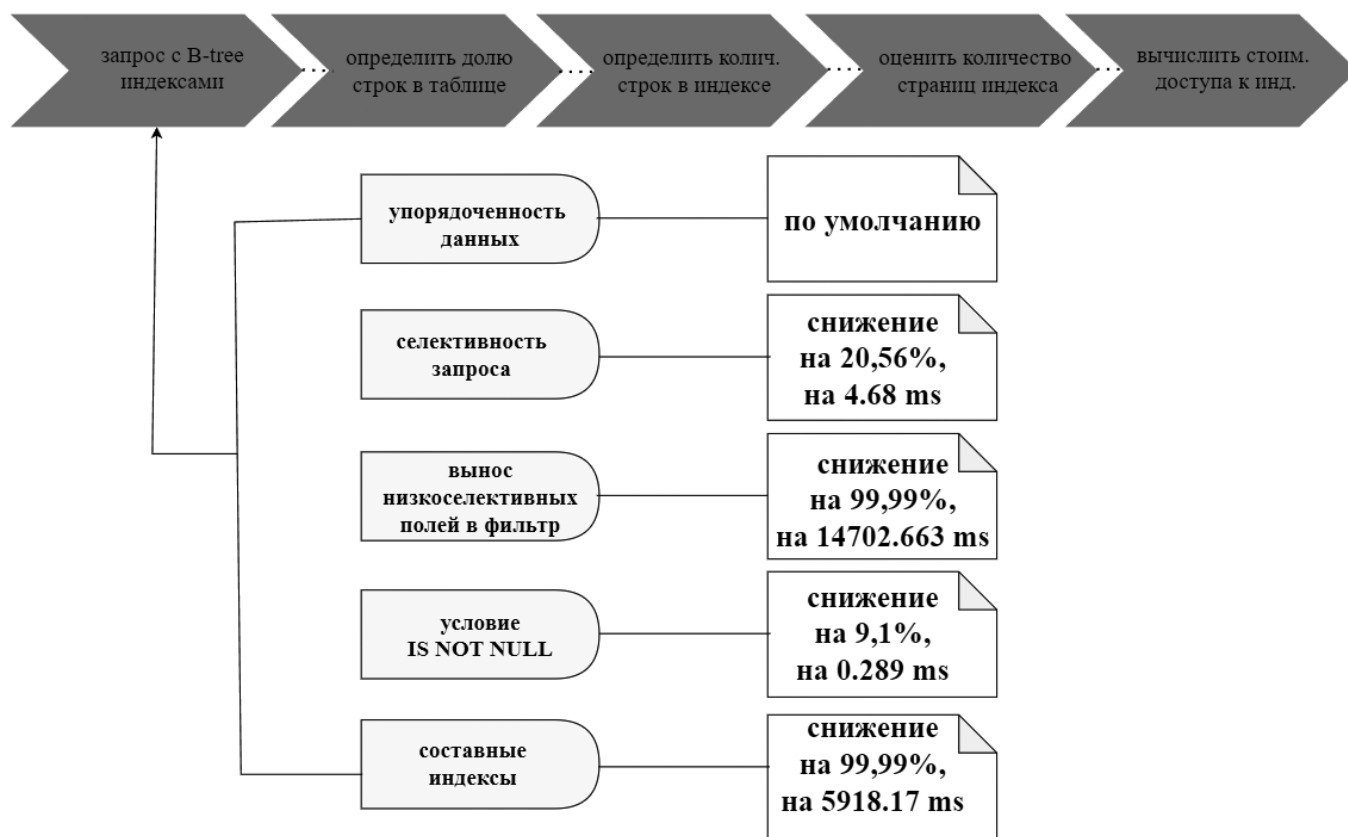 запрос с B-tree
индексами
определить долю
строк в таблице
определить колич.
строк в индексе
оценить количество
страниц индекса
вычислить стоим.
доступа к инд.
упорядоченность
данных
по умолчанию
селективность
запроса
снижение
на 20,56%,
на 4.68 ms
вынос
низкоселективных
полей в фильтр
снижение
на 99,99%,
на 14702.663 ms
условие
IS NOT NULL
снижение
на 9,1%,
на 0.289 ms
составные
индексы
снижение
на 99,99%,
на 5918.17 ms